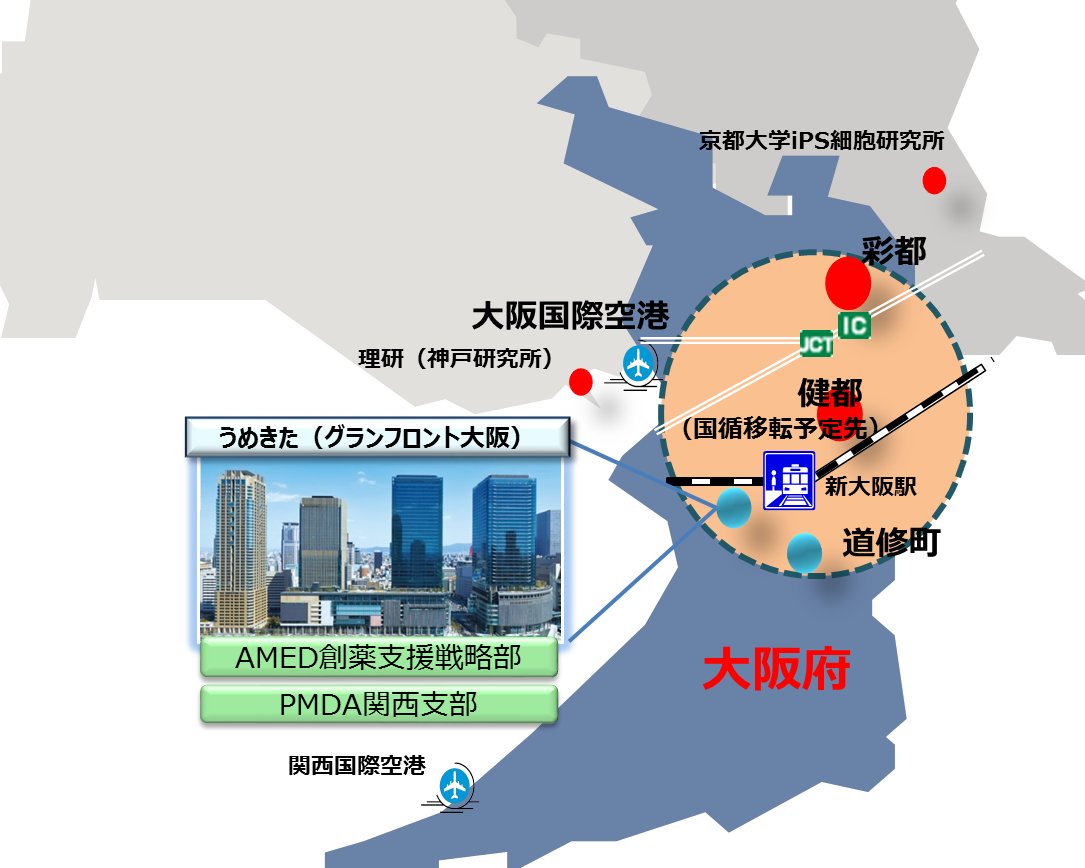 京都大学iPS細胞研究所
彩都
大阪国際空港
IC
JCT
理研（神戸研究所）
健都
（国循移転予定先）
うめきた（グランフロント大阪）
新大阪駅
道修町
AMED創薬支援戦略部
大阪府
PMDA関西支部
関西国際空港